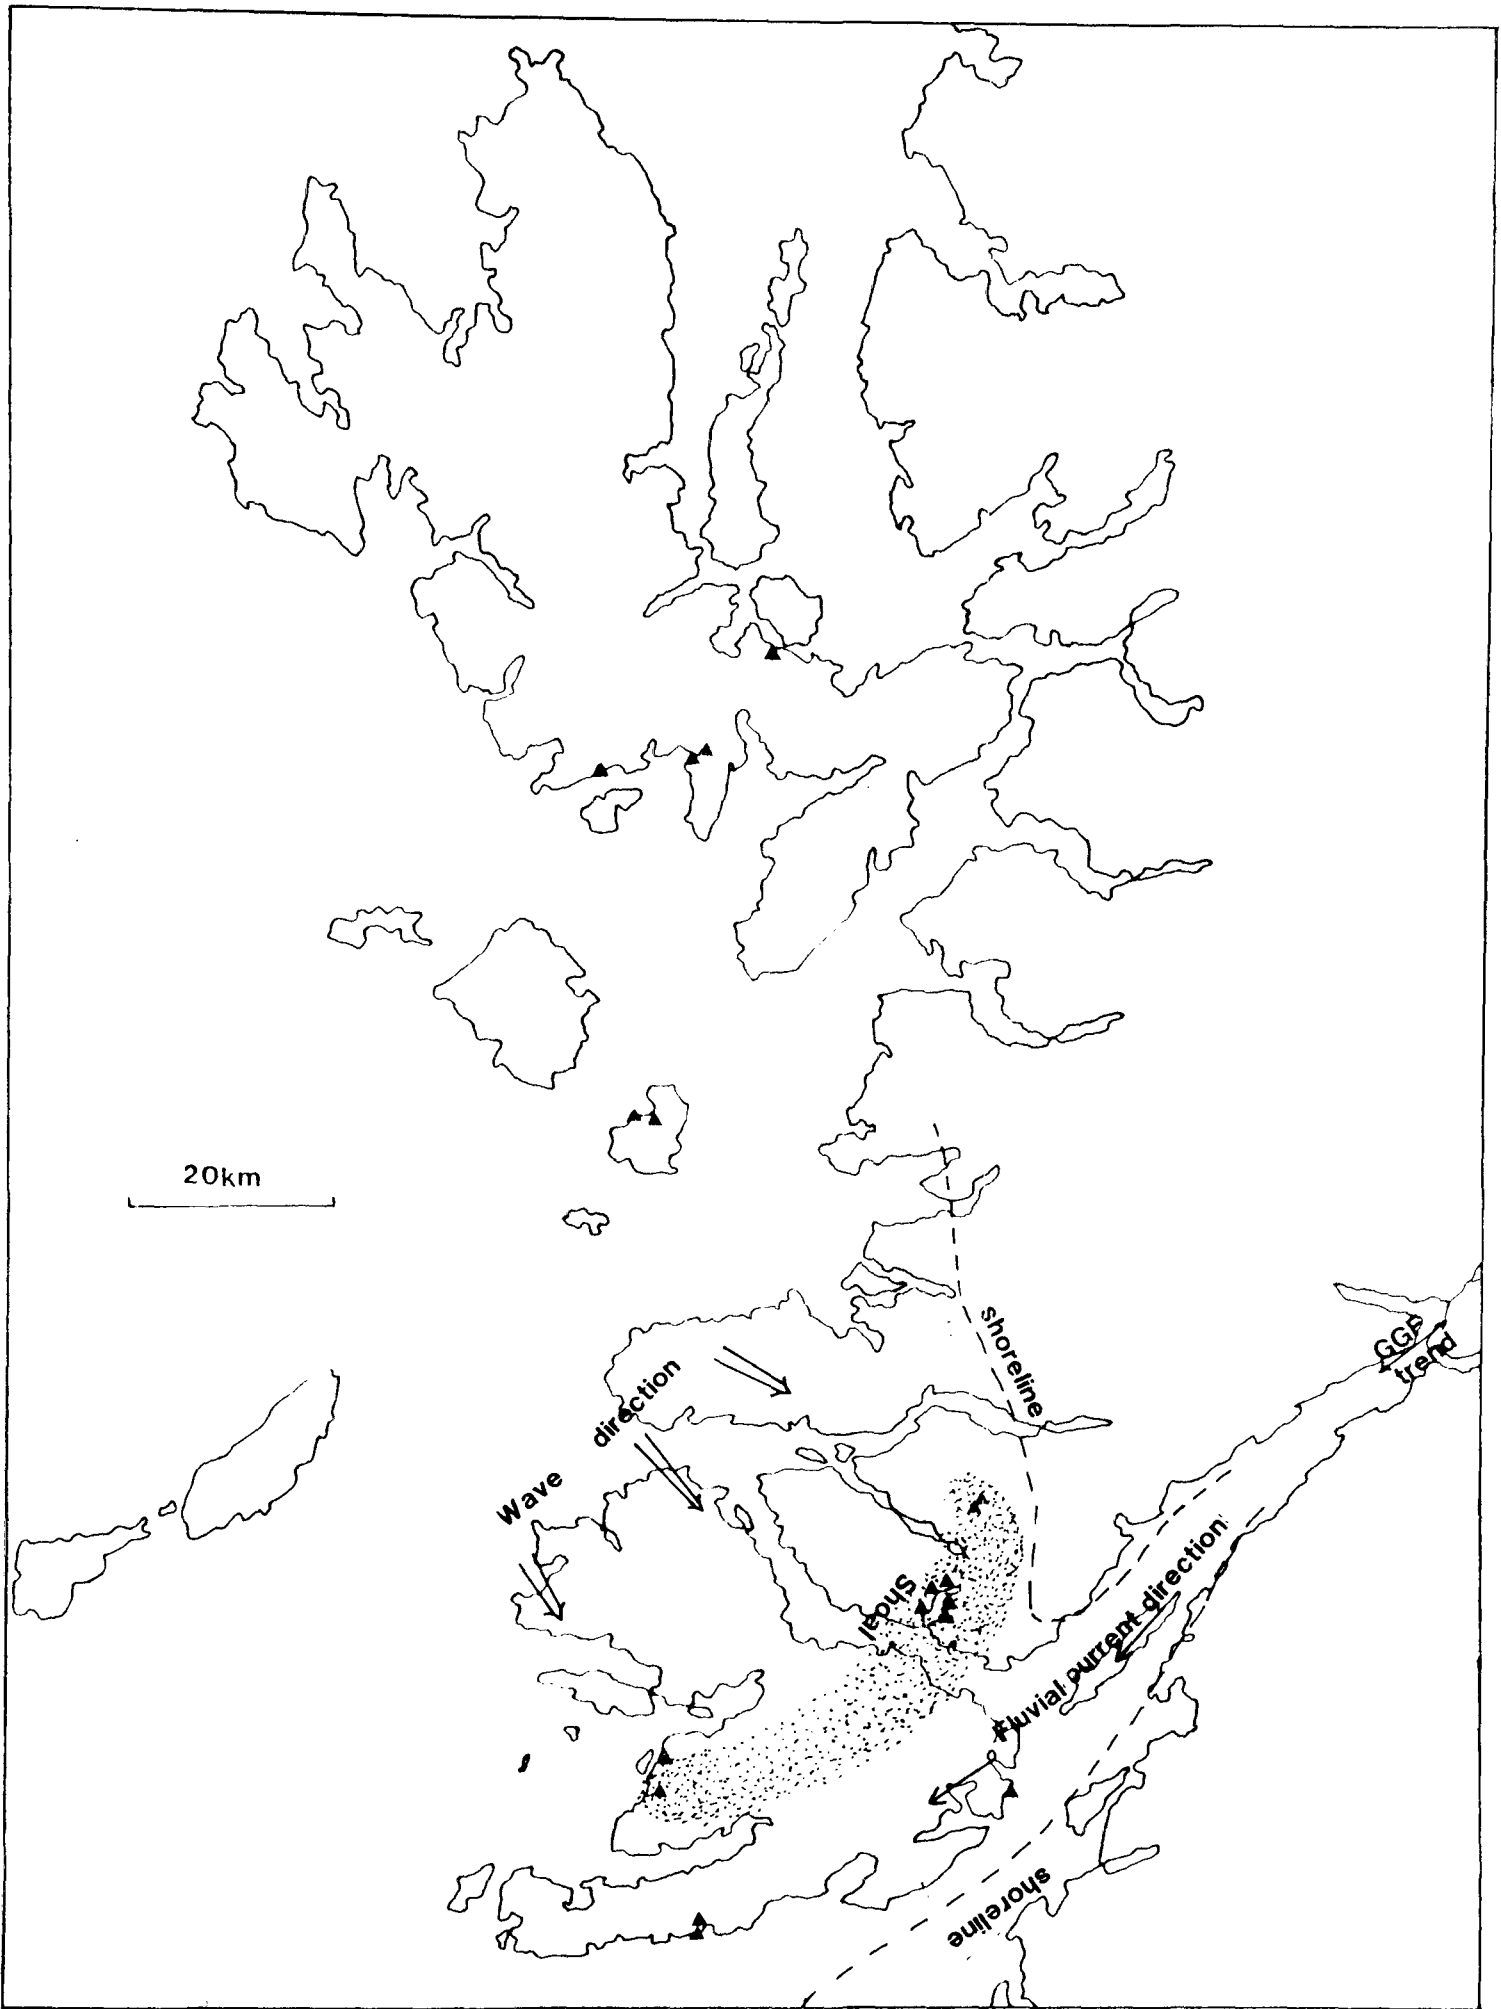 20km
shoreline
GGF
trend
Wave direction
Shoal
Fluvial current direction
shoreline